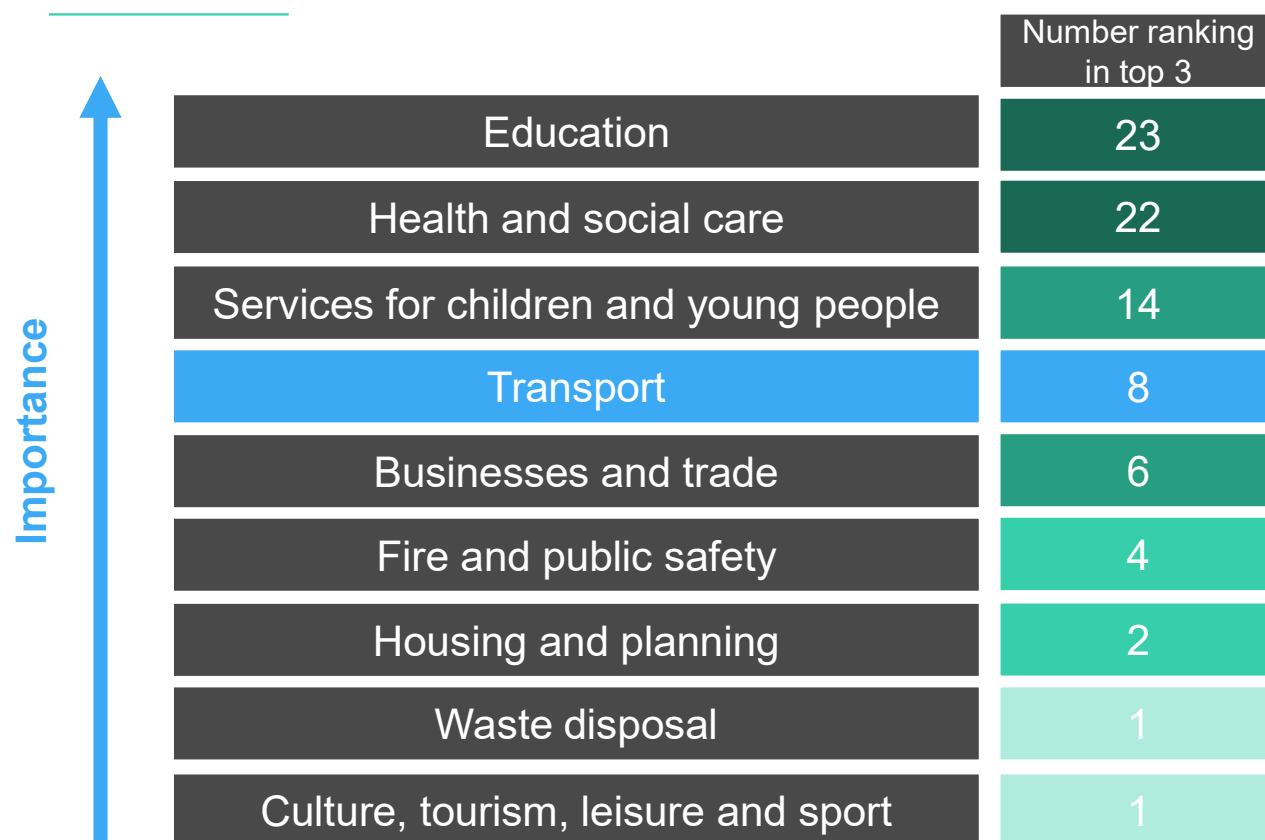 Number ranking
in top 3
Education 23
Health and social care 22
Services for children and young people 14
Transport 8
Businesses and trade 6
Fire and public safety 4
Housing and planning 2
Waste disposal 1
Culture, tourism, leisure and sport 1
Importance